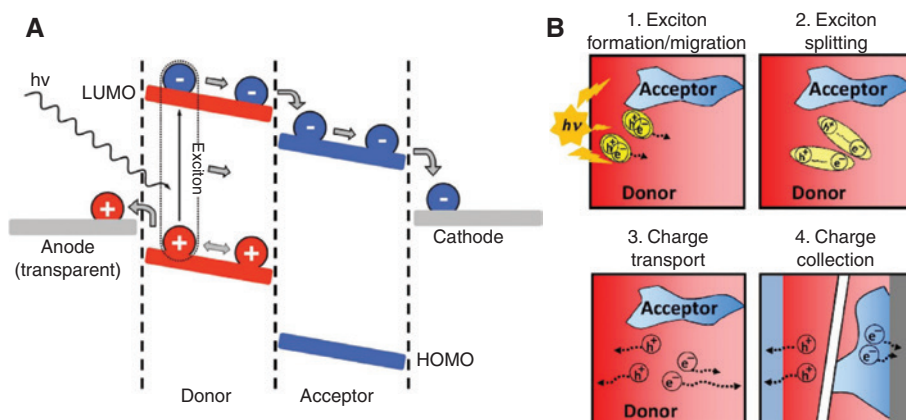 A
hν
LUMO
Exciton
Anode
(transparent)
Cathode
HOMO
Donor
Acceptor
-
-
-
-
-
+
+
+
B
1. Exciton
formation/migration
Acceptor
hν
h+
e-
h+
e-
Donor
2. Exciton
splitting
Acceptor
h+
e-
h+
e-
Donor
3. Charge
transport
Acceptor
h+
e-
h+
e-
Donor
4. Charge
collection
h+
e-
e-
h+